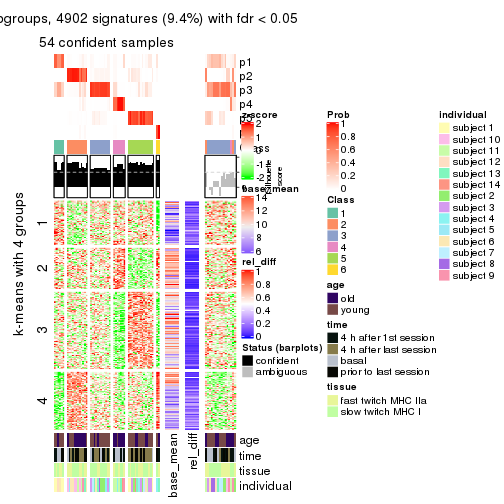 ogroups, 4902 signatures (9.4%) with fdr < 0.05
54 confident samples
p1
p2
p3
p4
z-score
2
1
0
-1
-2
Silhouette
score
base_mean
14
12
10
8
6
rel_diff
1
0.8
0.6
0.4
0.2
0
Status (barplots)
confident
ambiguous
Prob
1
0.8
0.6
0.4
0.2
0
Class
1
2
3
4
5
6
age
old
young
time
4 h after 1st session
4 h after last session
basal
prior to last session
tissue
fast twitch MHC IIa
slow twitch MHC I
individual
subject 1
subject 10
subject 11
subject 12
subject 13
subject 14
subject 2
subject 3
subject 4
subject 5
subject 6
subject 7
subject 8
subject 9
k-means with 4 groups
1
2
3
4
age
time
tissue
individual
base_mean
rel_diff